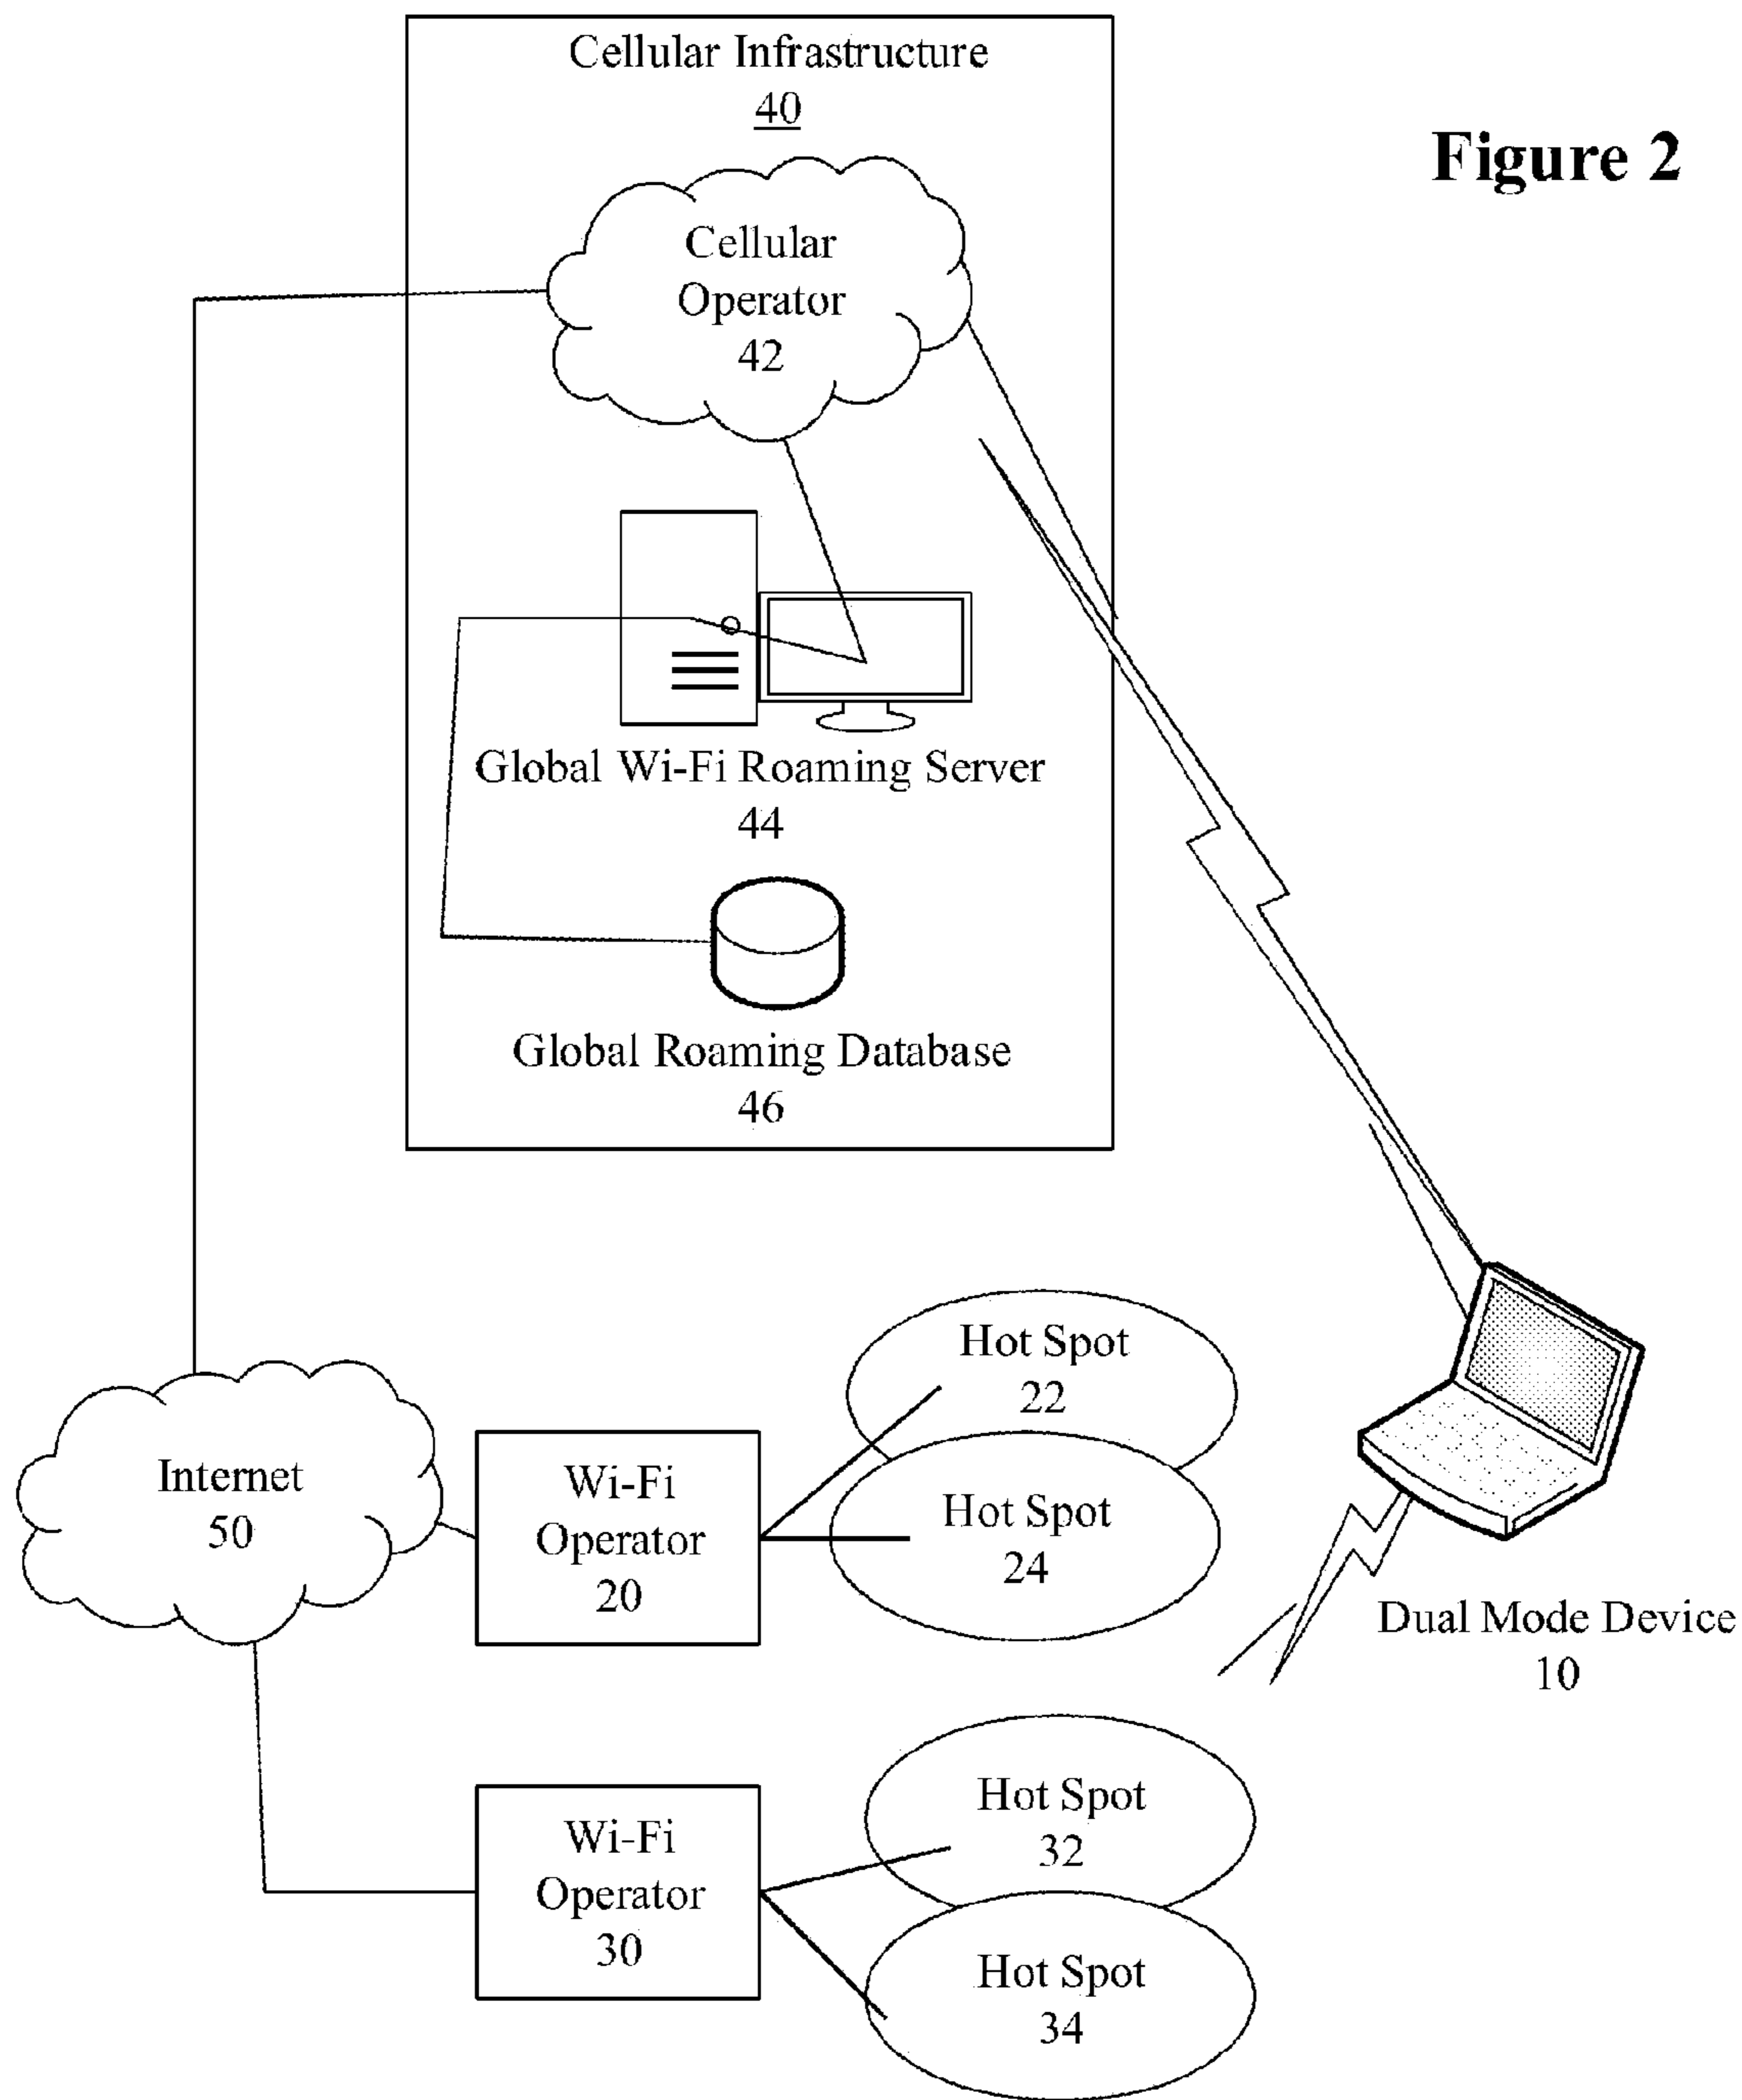 Cellular Infrastructure
40
Figure 2
Cellular
Operator
42
Global Wi-Fi Roaming Server
44
Global Roaming Database
46
Hot Spot
22
Internet
50
Wi-Fi
Operator
20
Hot Spot
24
Dual Mode Device
10
Wi-Fi
Operator
30
Hot Spot
32
Hot Spot
34